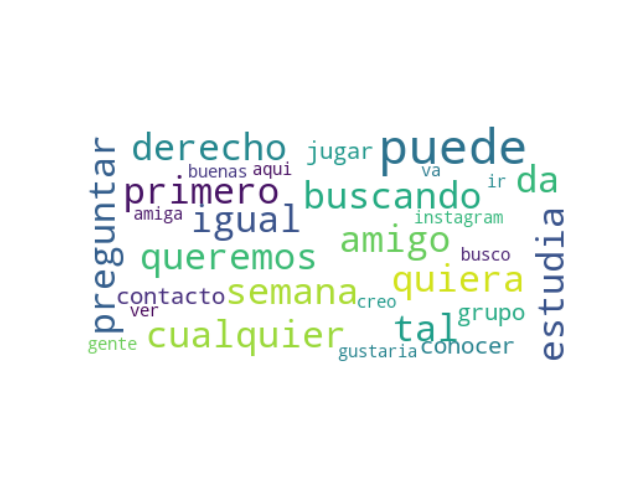 derecho
jugar
puede
buenas
aqui
va
primero
buscando
ir
da
amiga
igual
instagram
preguntar
queremos
amigo
busco
estudia
contacto
semana
quiera
ver
creo
grupo
gente
cualquier
tal
gustaria
conocer